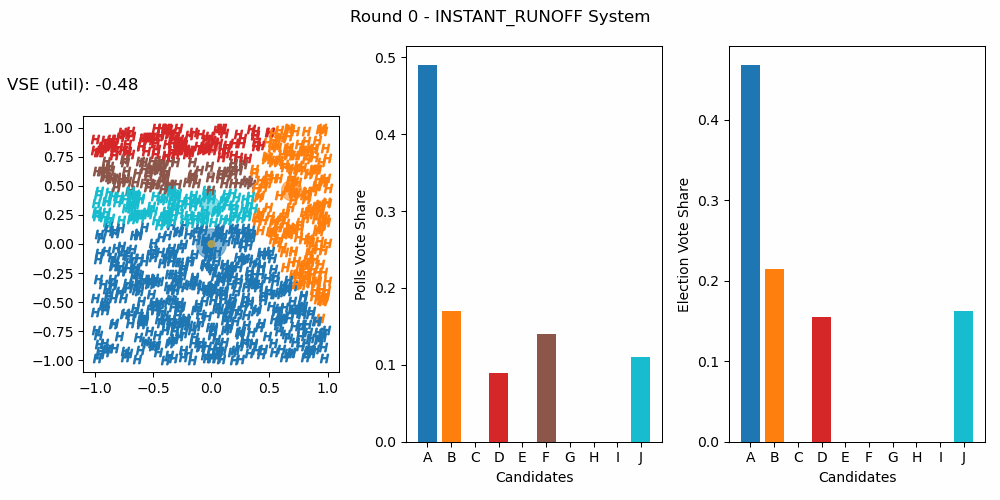 Round 0 - INSTANT_RUNOFF System
VSE (util): -0.48
1.00
0.75
0.50
0.25
0.00
−0.25
−0.50
−0.75
−1.00
−1.0 −0.5 0.0 0.5 1.0
Polls Vote Share
0.5
0.4
0.3
0.2
0.1
0.0
A B C D E F G H I J
Candidates
Election Vote Share
0.4
0.3
0.2
0.1
0.0
A B C D E F G H I J
Candidates